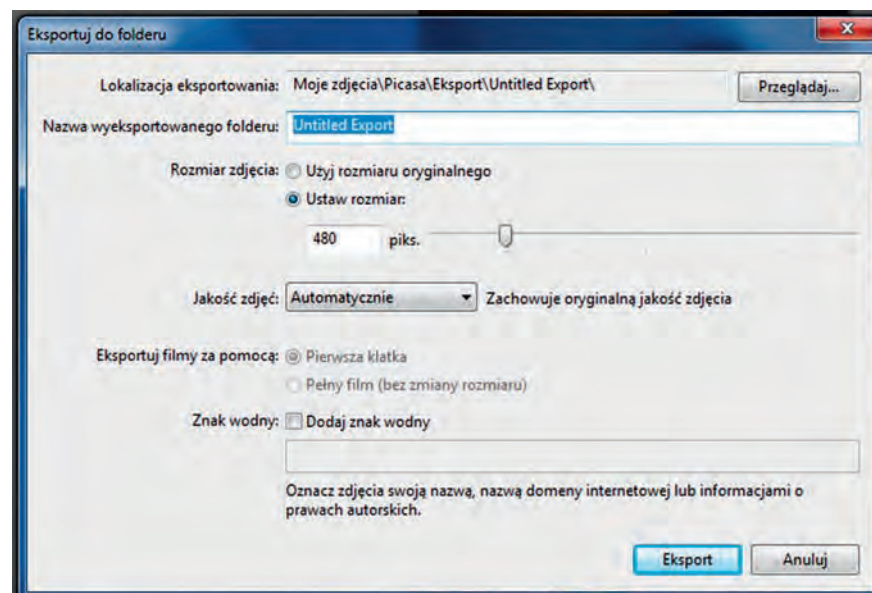 Eksportuj do folderu
Lokalizacja eksportowania: Moje zdjęcia\Picasa\Eksport\Untitled Export\ Przeglądaj...
Nazwa wyeksportowanego folderu: Untitled Export
Rozmiar zdjęcia: Użyj rozmiaru oryginalnego
Ustaw rozmiar:
480 piks.
Jakość zdjęć: Automatycznie Zachowuje oryginalną jakość zdjęcia
Eksportuj filmy za pomocą: Pierwsza klatka
Pełny film (bez zmiany rozmiaru)
Znak wodny: Dodaj znak wodny
Oznacz zdjęcia swoją nazwą, nazwą domeny internetowej lub informacjami o
prawach autorskich.
Eksport Anuluj